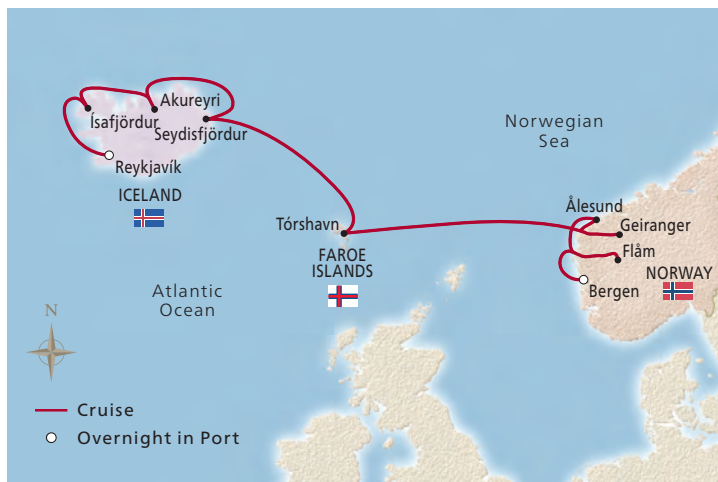 Akureyri
Ísafjördur
Seydisfjördur
Reykjavík
ICELAND
Norwegian
Sea
Ålesund
Geiranger
Tórshavn
Flåm
FAROE
ISLANDS
NORWAY
Bergen
Atlantic
Ocean
N
Cruise
Overnight in Port